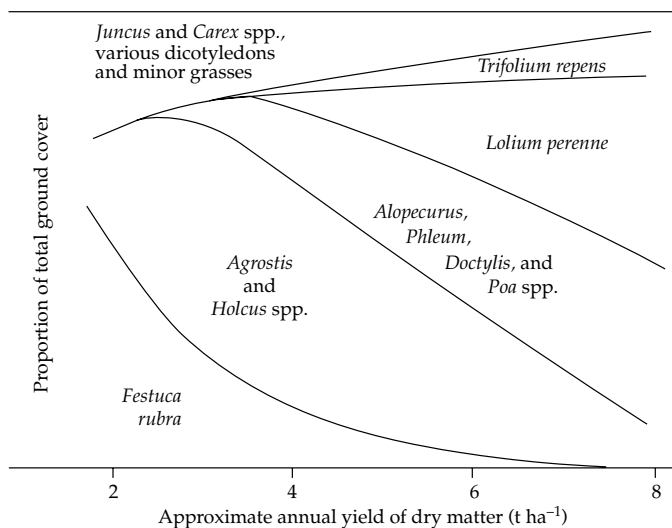 Juncus and Carex spp.,
various dicotyledons
and minor grasses
Trifolium repens
Lolium perenne
Alopecurus,
Phleum,
Doctylis, and
Poa spp.
Agrostis
and
Holcus spp.
Festuca
rubra
Proportion of total ground cover
2 4 6 8
Approximate annual yield of dry matter (t ha⁻¹)